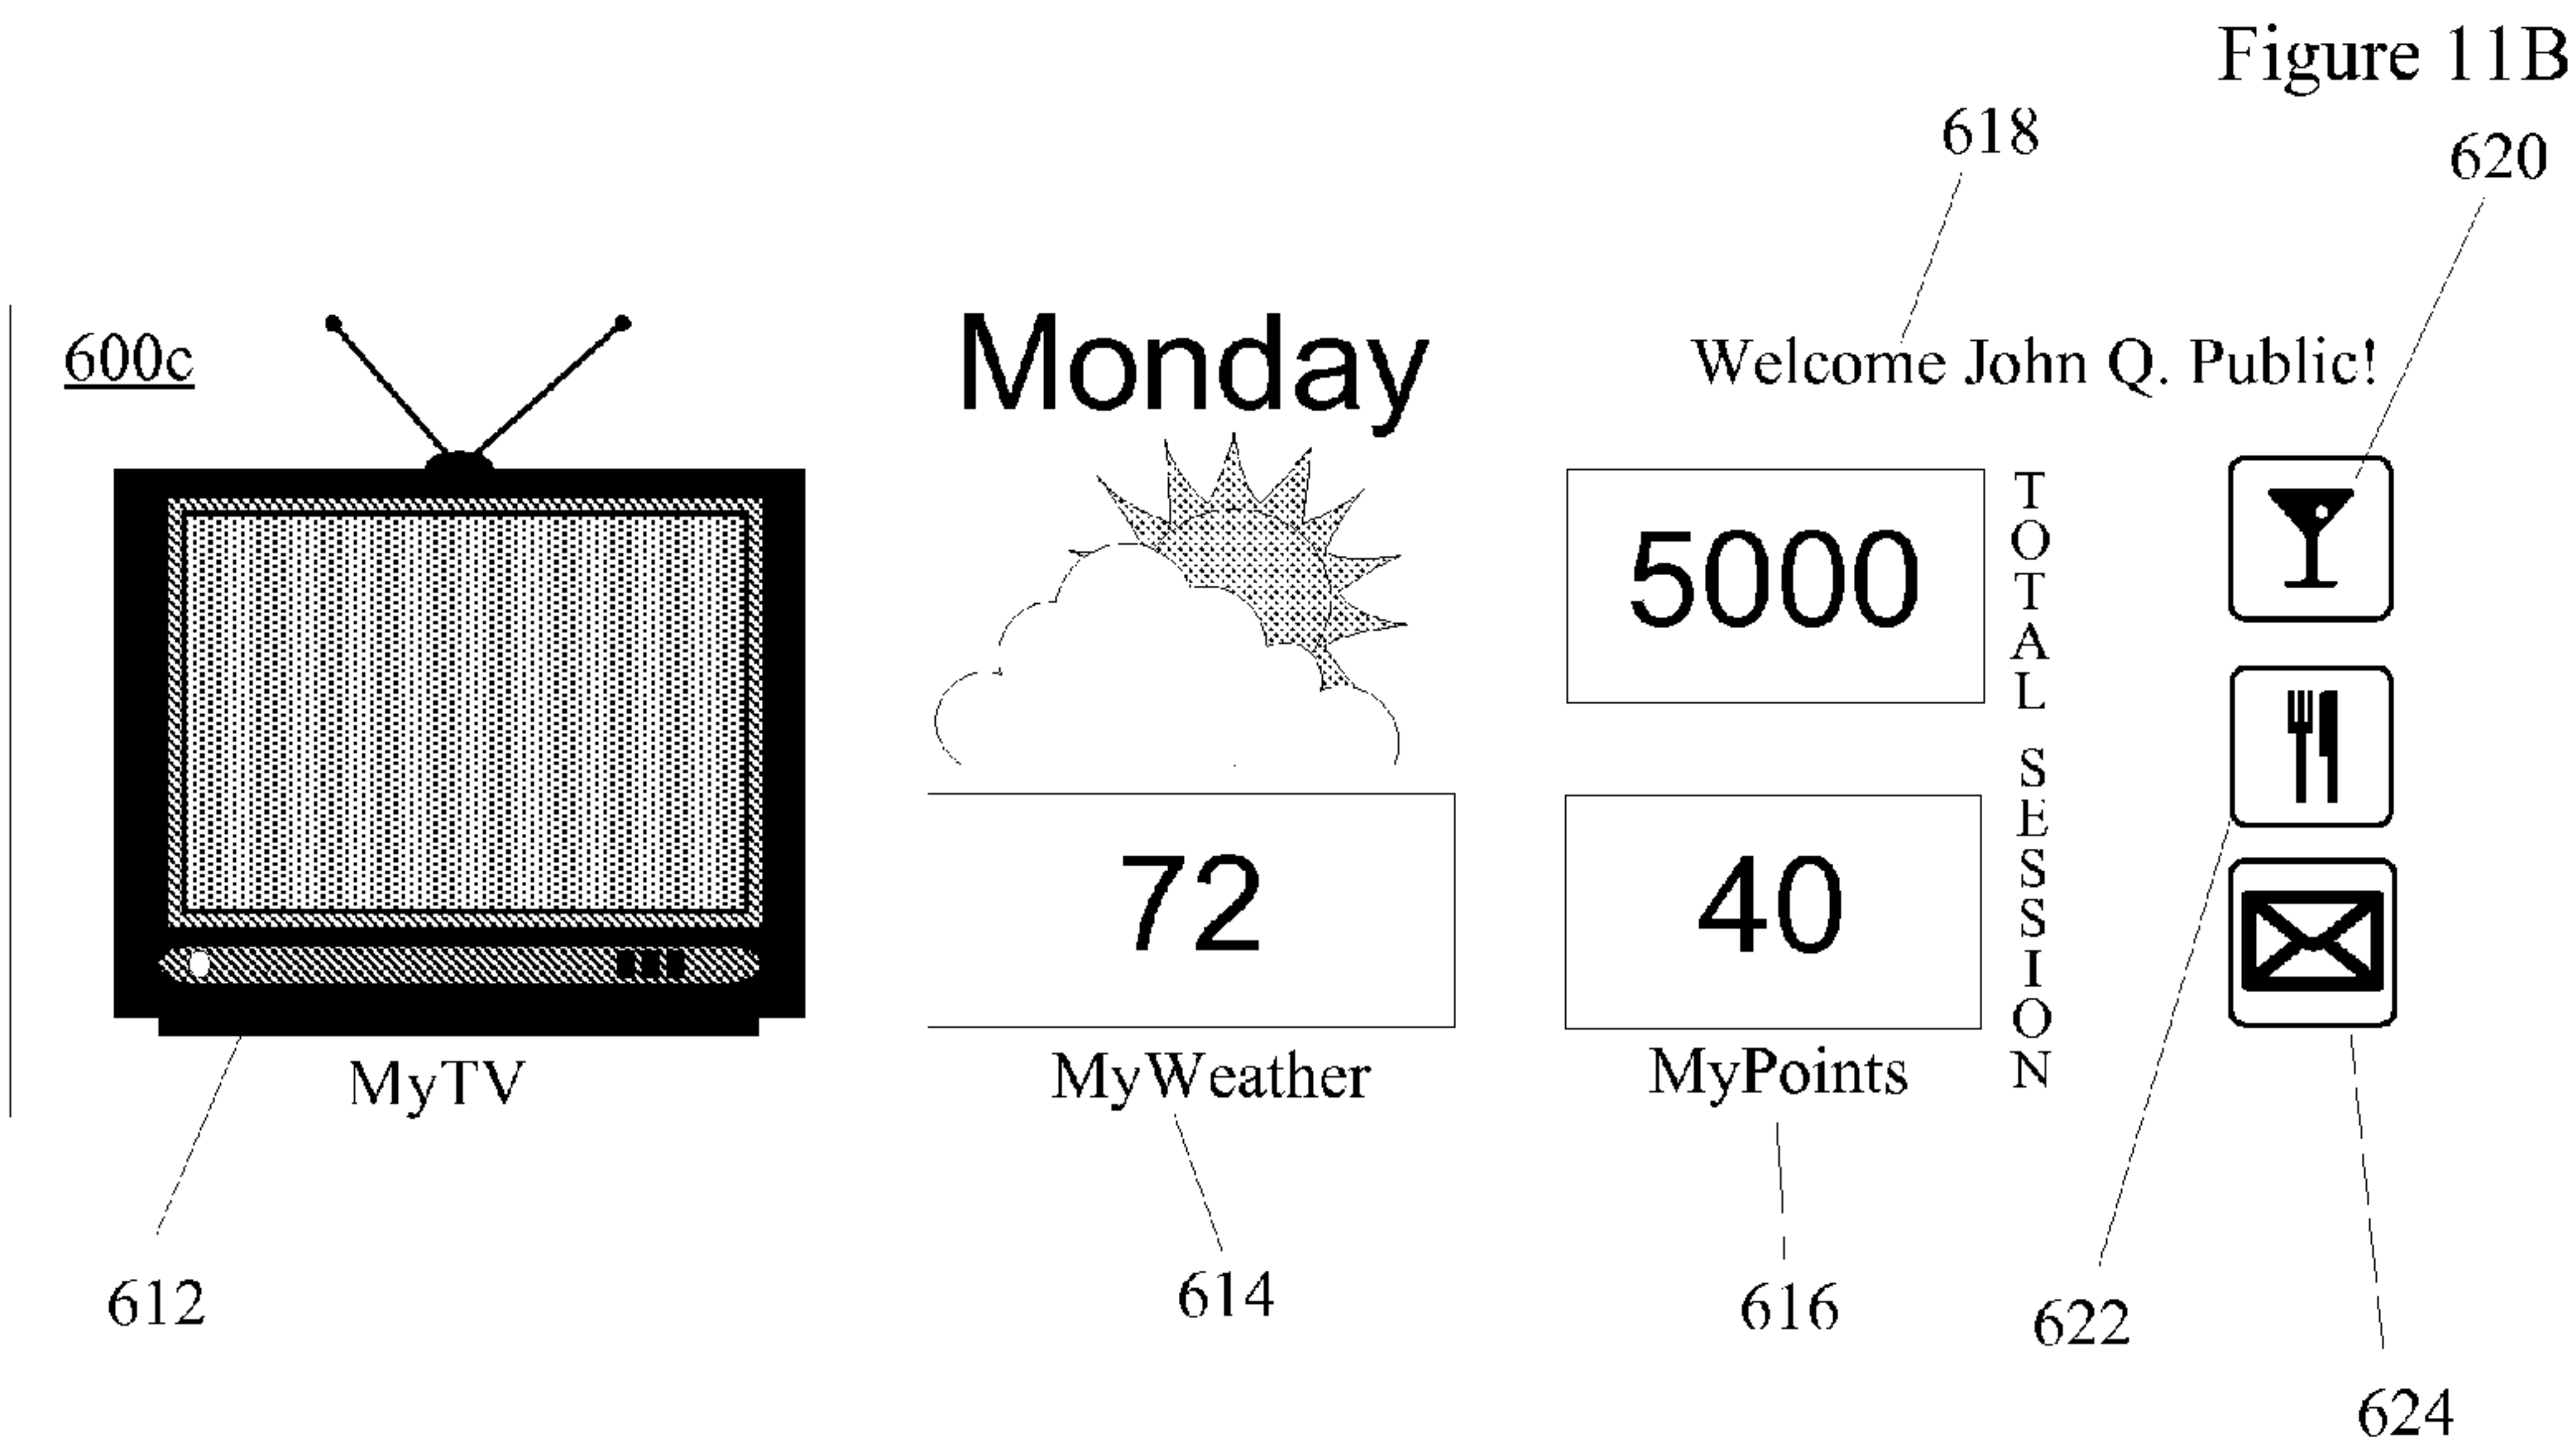 Figure 11B
618
620
600c
Monday
Welcome John Q. Public!
5000
TOTAL SESSION
72
40
MyTV
MyWeather
MyPoints
612
614
616
622
624